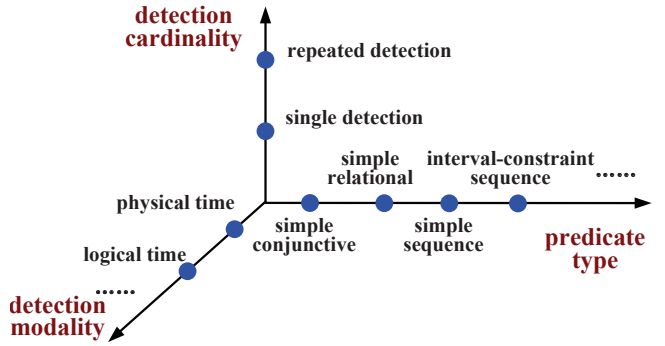 detection
cardinality
repeated detection
single detection
simple
relational
interval-constraint
sequence
......
physical time
simple
conjunctive
simple
sequence
predicate
type
logical time
......
detection
modality